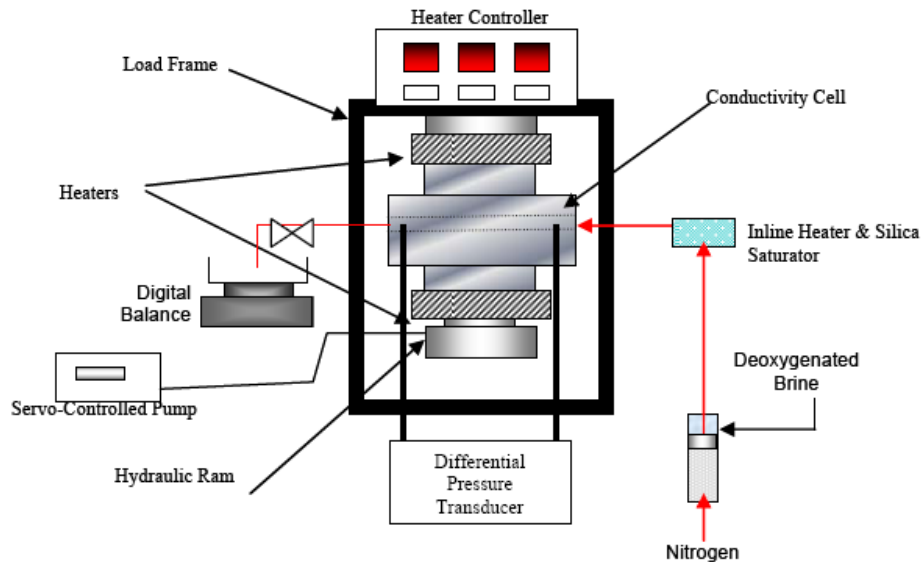 Heater Controller
Load Frame
Conductivity Cell
Heaters
Inline Heater & Silica
Saturator
Digital
Balance
Deoxygenated
Brine
Servo-Controlled Pump
Hydraulic Ram
Differential
Pressure
Transducer
Nitrogen